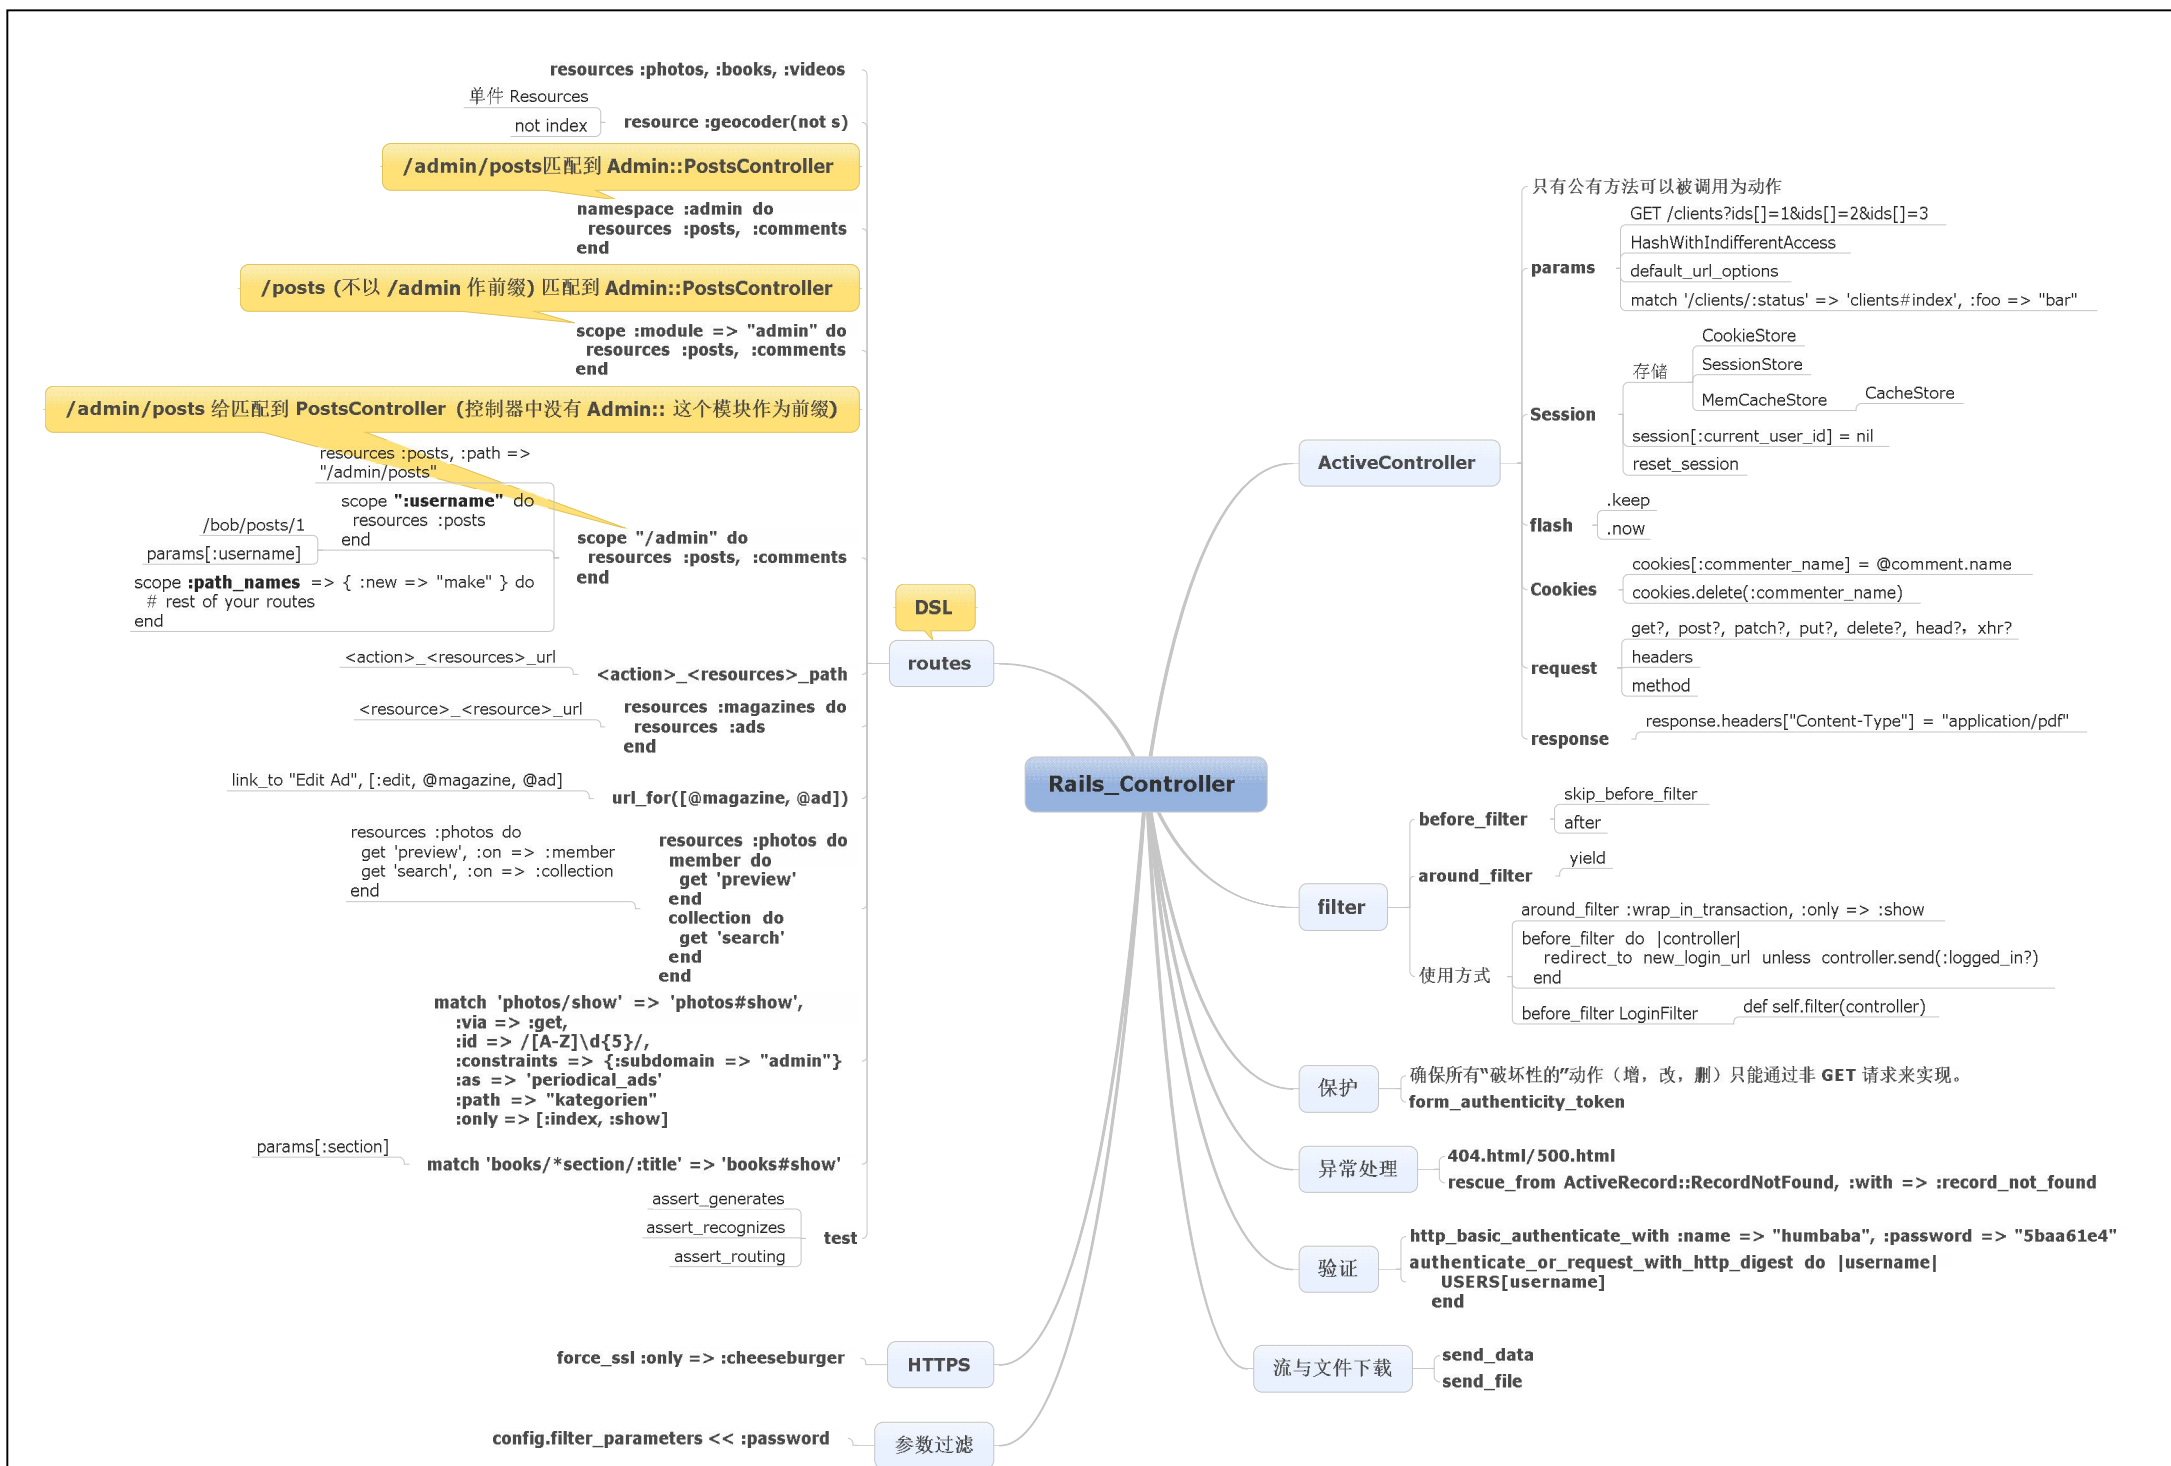 Rails_Controller
ActiveController
只有公有方法可以被调用为动作
params
GET /clients?ids[]=1&ids[]=2&ids[]=3
HashWithIndifferentAccess
default_url_options
match '/clients/:status' => 'clients#index', :foo => "bar"
Session
存储
CookieStore
SessionStore
MemCacheStore
CacheStore
session[:current_user_id] = nil
reset_session
flash
.keep
.now
Cookies
cookies[:commenter_name] = @comment.name
cookies.delete(:commenter_name)
request
get?, post?, patch?, put?, delete?, head?，xhr?
headers
method
response
response.headers["Content-Type"] = "application/pdf"
filter
before_filter
skip_before_filter
after
around_filter
yield
使用方式
around_filter :wrap_in_transaction, :only => :show
before_filter do |controller|
redirect_to new_login_url unless controller.send(:logged_in?)
end
before_filter LoginFilter
def self.filter(controller)
保护
确保所有“破坏性的”动作（增，改，删）只能通过非 GET 请求来实现。
form_authenticity_token
异常处理
404.html/500.html
rescue_from ActiveRecord::RecordNotFound, :with => :record_not_found
验证
http_basic_authenticate_with :name => "humbaba", :password => "5baa61e4"
authenticate_or_request_with_http_digest do |username|
USERS[username]
end
流与文件下载
send_data
send_file
DSL
routes
resources :photos, :books, :videos
resource :geocoder(not s)
单件 Resources
not index
/admin/posts匹配到 Admin::PostsController
namespace :admin do
resources :posts, :comments
end
/posts (不以 /admin 作前缀) 匹配到 Admin::PostsController
scope :module => "admin" do
resources :posts, :comments
end
/admin/posts 给匹配到 PostsController (控制器中没有 Admin:: 这个模块作为前缀)
scope "/admin" do
resources :posts, :comments
end
resources :posts, :path =>
"/admin/posts"
scope ":username" do
resources :posts
end
/bob/posts/1
params[:username]
scope :path_names => { :new => "make" } do
# rest of your routes
end
<action>_<resources>_path
<action>_<resources>_url
resources :magazines do
resources :ads
end
<resource>_<resource>_url
url_for([@magazine, @ad])
link_to "Edit Ad", [:edit, @magazine, @ad]
resources :photos do
member do
get 'preview'
end
collection do
get 'search'
end
end
resources :photos do
get 'preview', :on => :member
get 'search', :on => :collection
end
match 'photos/show' => 'photos#show',
:via => :get,
:id => /[A-Z]\d{5}/,
:constraints => {:subdomain => "admin"}
:as => 'periodical_ads'
:path => "kategorien"
:only => [:index, :show]
match 'books/*section/:title' => 'books#show'
params[:section]
test
assert_generates
assert_recognizes
assert_routing
HTTPS
force_ssl :only => :cheeseburger
参数过滤
config.filter_parameters << :password